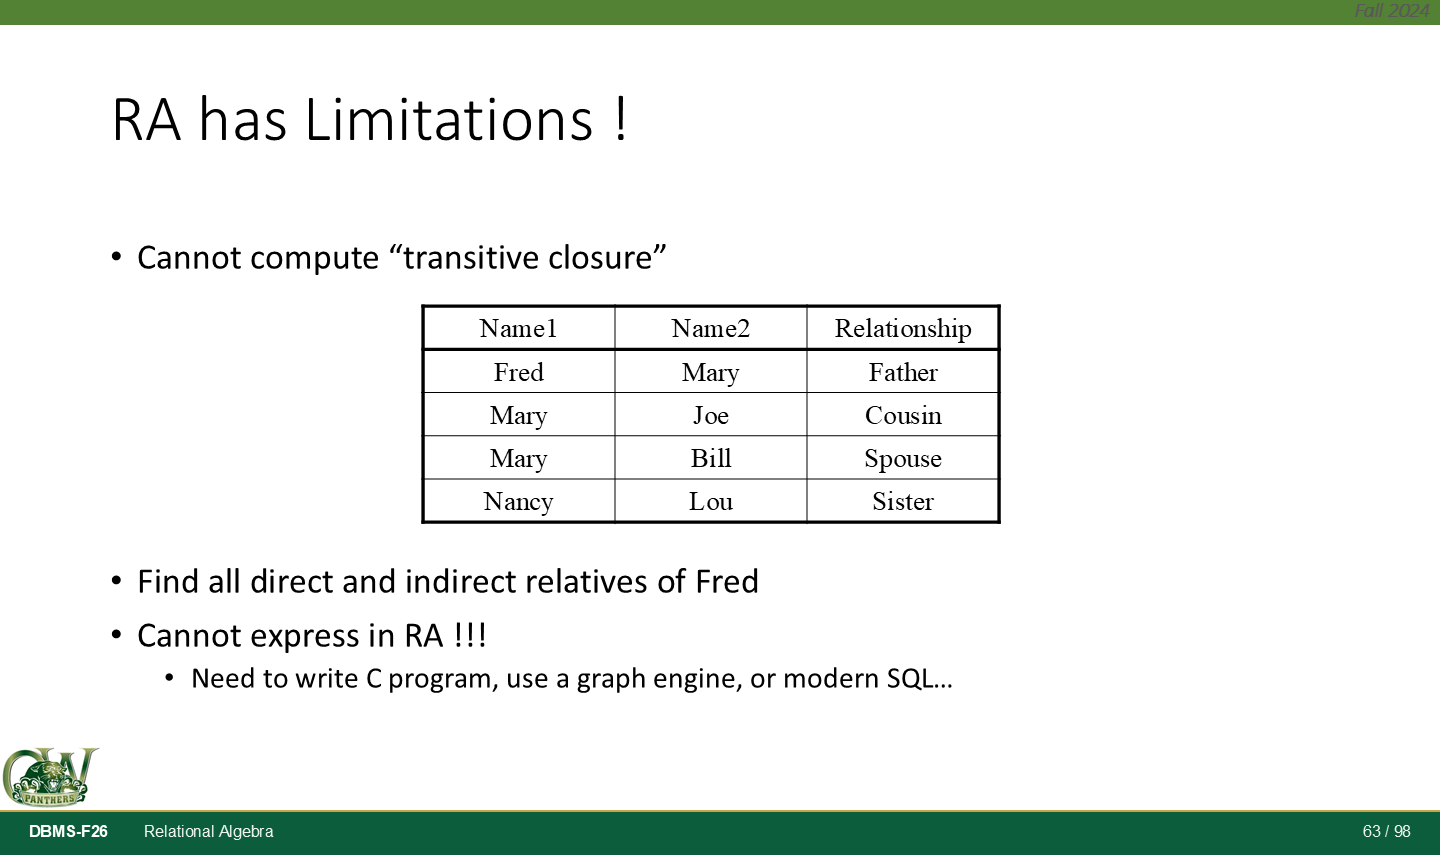 Fall 2024
RA has Limitations !
• Cannot compute “transitive closure”
Name1 Name2 Relationship
Fred Mary Father
Mary Joe Cousin
Mary Bill Spouse
Nancy Lou Sister
• Find all direct and indirect relatives of Fred
• Cannot express in RA !!!
• Need to write C program, use a graph engine, or modern SQL…
OW
PANTHERS
DBMS-F26 Relational Algebra 63 / 98